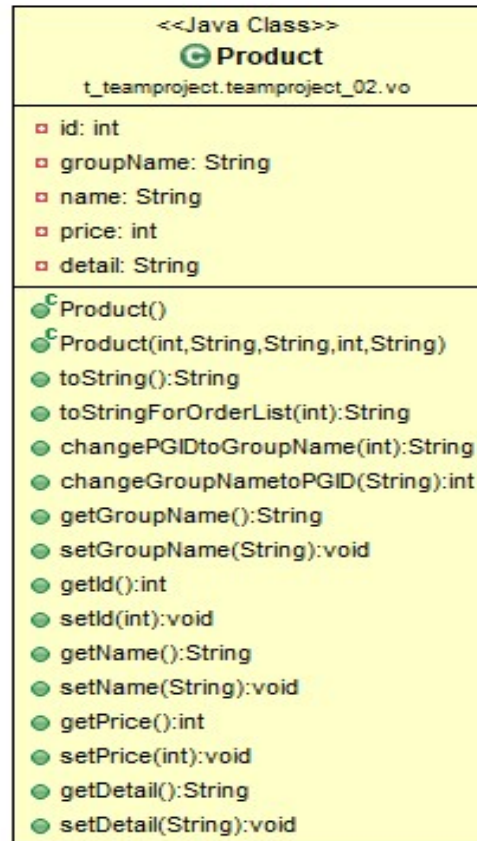 <<Java Class>>
Product
t_teamproject.teamproject_02.vo
id: int
groupName: String
name: String
price: int
detail: String
Product()
Product(int,String,String,int,String)
toString():String
toStringForOrderList(int):String
changePGIDtoGroupName(int):String
changeGroupNametoPGID(String):int
getGroupName():String
setGroupName(String):void
getId():int
setId(int):void
getName():String
setName(String):void
getPrice():int
setPrice(int):void
getDetail():String
setDetail(String):void